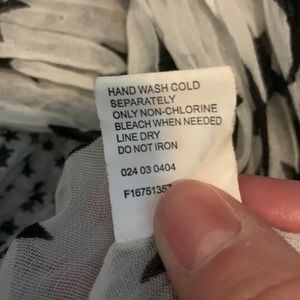 HAND WASH COLD
SEPARATELY
ONLY NON-CHLORINE
BLEACH WHEN NEEDED
LINE DRY
DO NOT IRON
024 03 0404